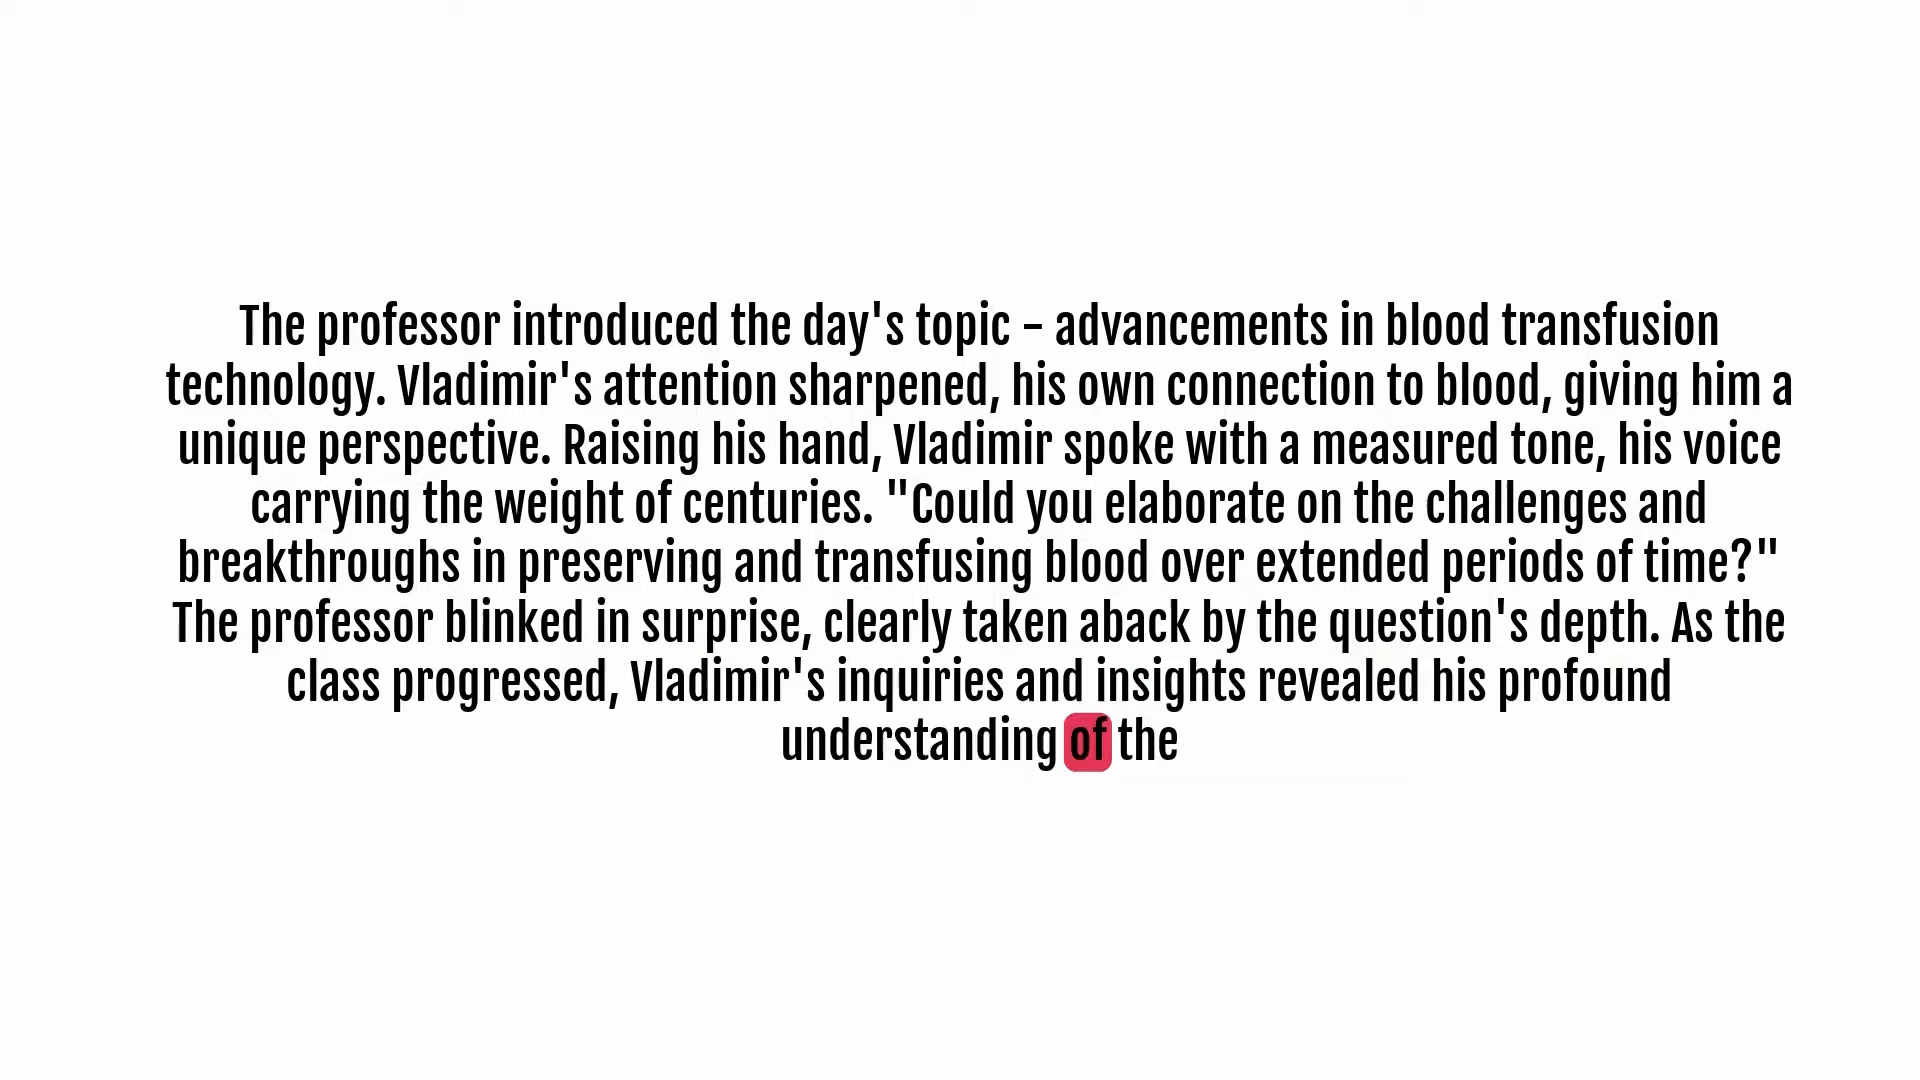 The professor introduced the day's topic - advancements in blood transfusion
technology. Vladimir's attention sharpened, his own connection to blood, giving him a
unique perspective. Raising his hand, Vladimir spoke with a measured tone, his voice
carrying the weight of centuries. "Could you elaborate on the challenges and
breakthroughs in preserving and transfusing blood over extended periods of time?"
The professor blinked in surprise, clearly taken aback by the question's depth. As the
class progressed, Vladimir's inquiries and insights revealed his profound
understanding of the